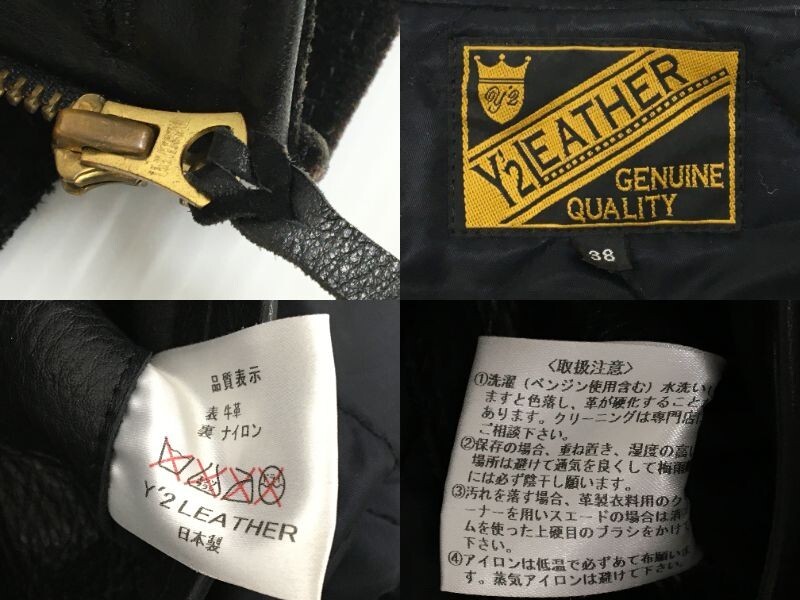 Y'2
Y'2 LEATHER
GENUINE
QUALITY
38
品質表示
表 牛革
裏 ナイロン
Y'2 LEATHER
日本製
〈取扱注意〉
①洗濯（ベンジン使用含む）水洗い
ますと色落し、革が硬化すること
あります。クリーニングは専門店
ご相談下さい。
②保存の場合、重ね置き、湿度の高い
場所は避けて通気を良くして梅雨
には必ず陰干し願います。
③汚れを落す場合、革製衣料用のク
ーナーを用いスエードの場合は消
ムを使った上硬目のブラシをかけ
下さい。
④アイロンは低温で必ずあて布願いま
す。蒸気アイロンは避けて下さい。